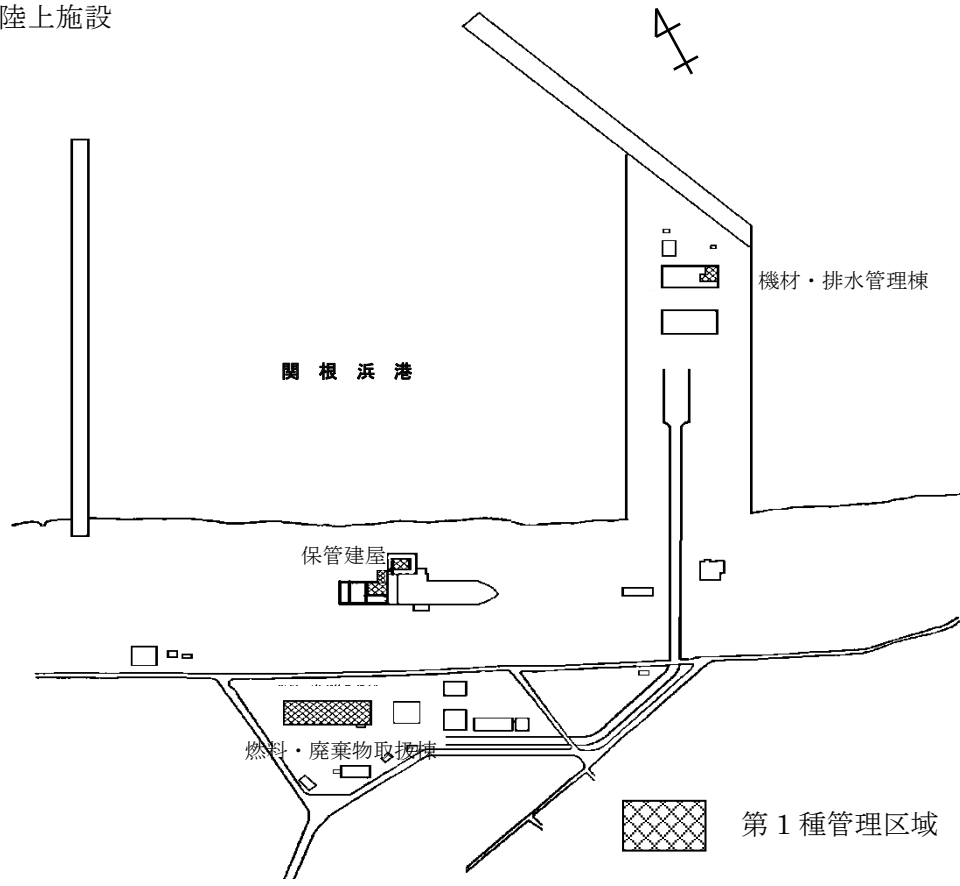 陸上施設
機材・排水管理棟
関根浜港
保管建屋
燃料・廃棄物取扱棟
第1種管理区域